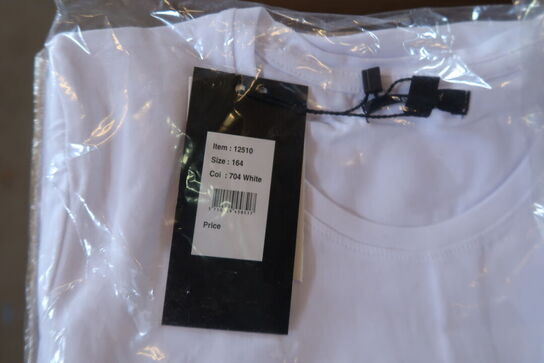 Item : 12510
Size : 164
Col : 704 White
Price